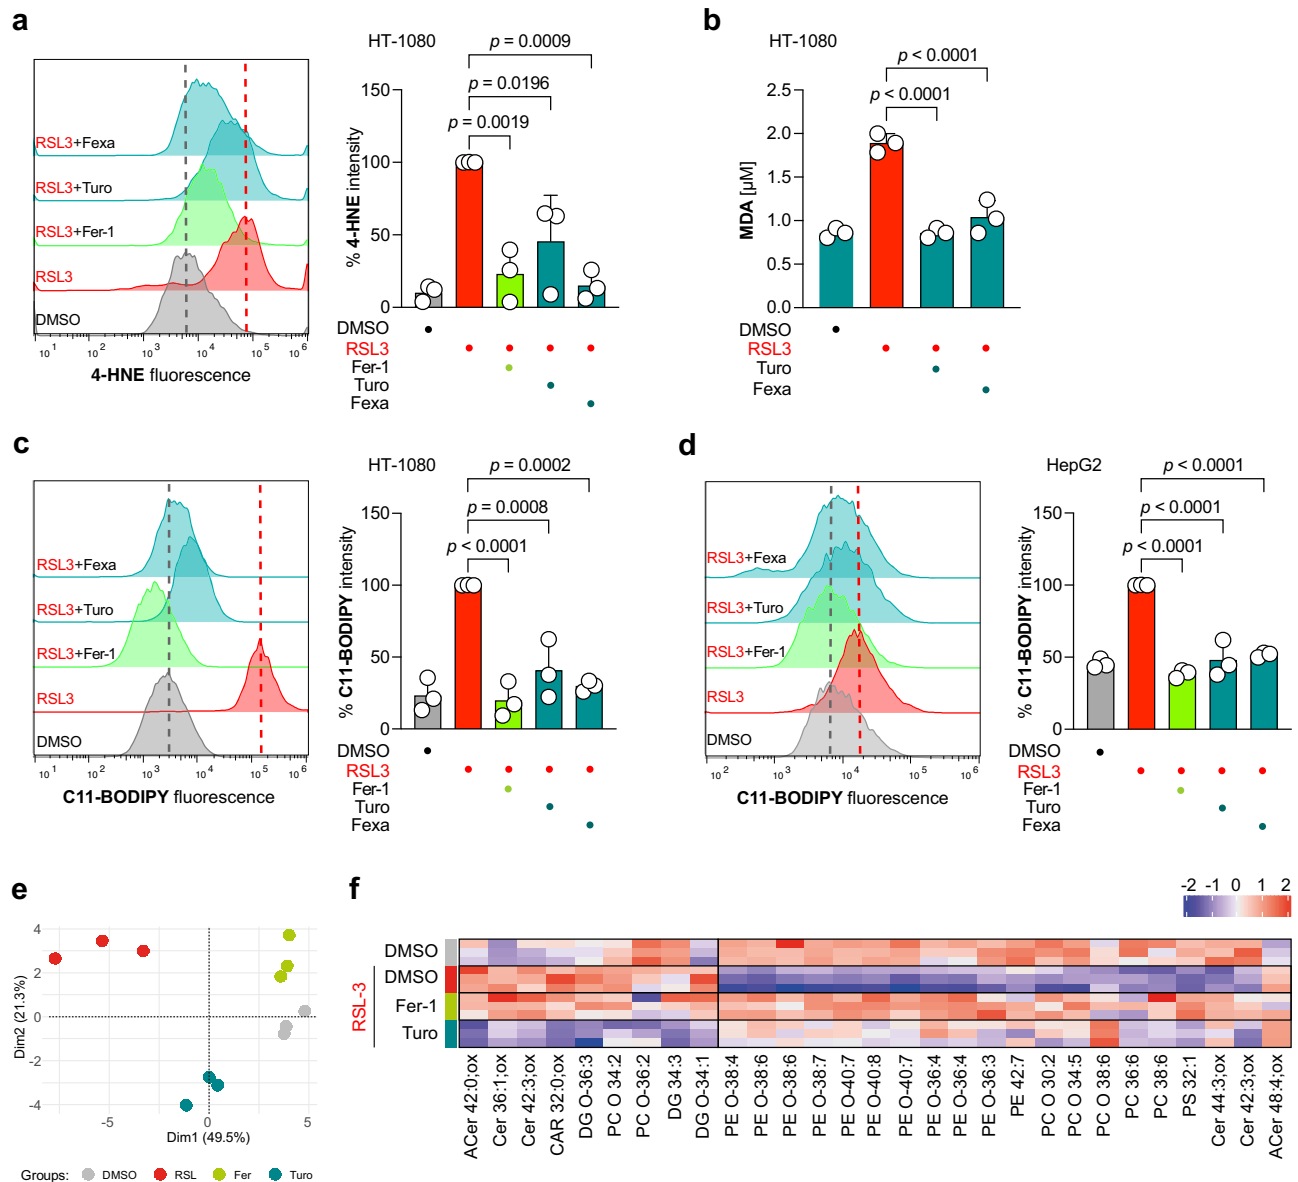 a
HT-1080
p = 0.0009
p = 0.0196
p = 0.0019
RSL3+Fexa
RSL3+Turo
RSL3+Fer-1
RSL3
DMSO
10^1 10^2 10^3 10^4 10^5 10^6
4-HNE fluorescence
% 4-HNE intensity
150
100
50
0
DMSO
RSL3
Fer-1
Turo
Fexa
b
HT-1080
p < 0.0001
p < 0.0001
MDA [µM]
2.5
2.0
1.5
1.0
0.5
0.0
DMSO
RSL3
Turo
Fexa
c
HT-1080
p = 0.0002
p = 0.0008
p < 0.0001
RSL3+Fexa
RSL3+Turo
RSL3+Fer-1
RSL3
DMSO
10^1 10^2 10^3 10^4 10^5 10^6
C11-BODIPY fluorescence
% C11-BODIPY intensity
150
100
50
0
DMSO
RSL3
Fer-1
Turo
Fexa
d
HepG2
p < 0.0001
p < 0.0001
p < 0.0001
RSL3+Fexa
RSL3+Turo
RSL3+Fer-1
RSL3
DMSO
10^2 10^3 10^4 10^5 10^6
C11-BODIPY fluorescence
% C11-BODIPY intensity
150
100
50
0
DMSO
RSL3
Fer-1
Turo
Fexa
e
Dim2 (21.3%)
4
2
0
-2
-4
-5 0 5
Dim1 (49.5%)
Groups: DMSO RSL Fer Turo
f
-2 -1 0 1 2
RSL-3
DMSO
DMSO
Fer-1
Turo
ACer 42:0;ox
Cer 36:1;ox
Cer 42:3;ox
CAR 32:0;ox
DG O-36:3
PC O 34:2
PC O-36:2
DG 34:3
DG O-34:1
PE O-38:4
PE O-38:6
PE O-38:6
PE O-38:7
PE O-40:7
PE O-40:8
PE O-40:7
PE O-36:4
PE O-36:4
PE O-36:3
PE 42:7
PC O 30:2
PC O 34:5
PC O 38:6
PC 36:6
PC 38:6
PS 32:1
Cer 44:3;ox
Cer 42:3;ox
ACer 48:4;ox